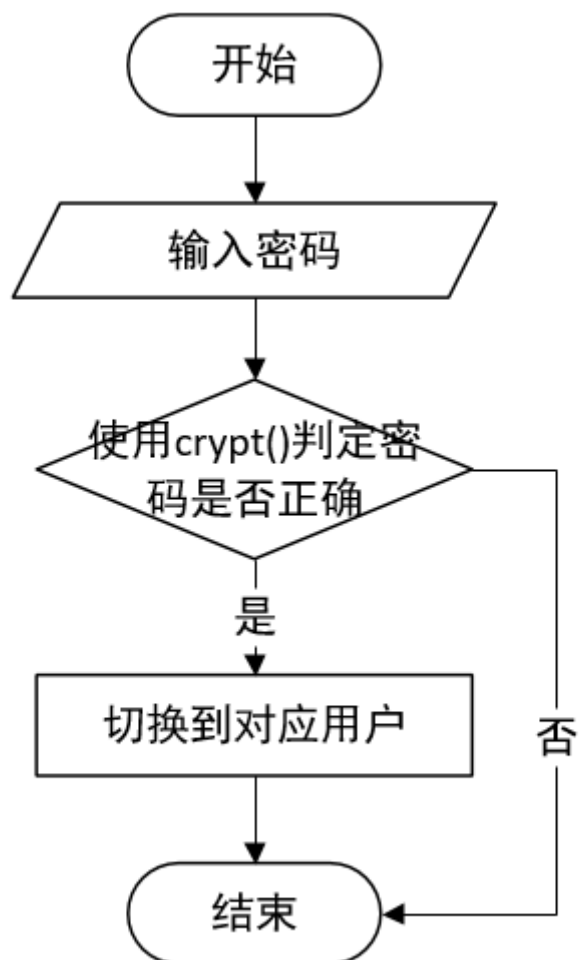 开始
输入密码
使用crypt()判定密
码是否正确
是
切换到对应用户
否
结束